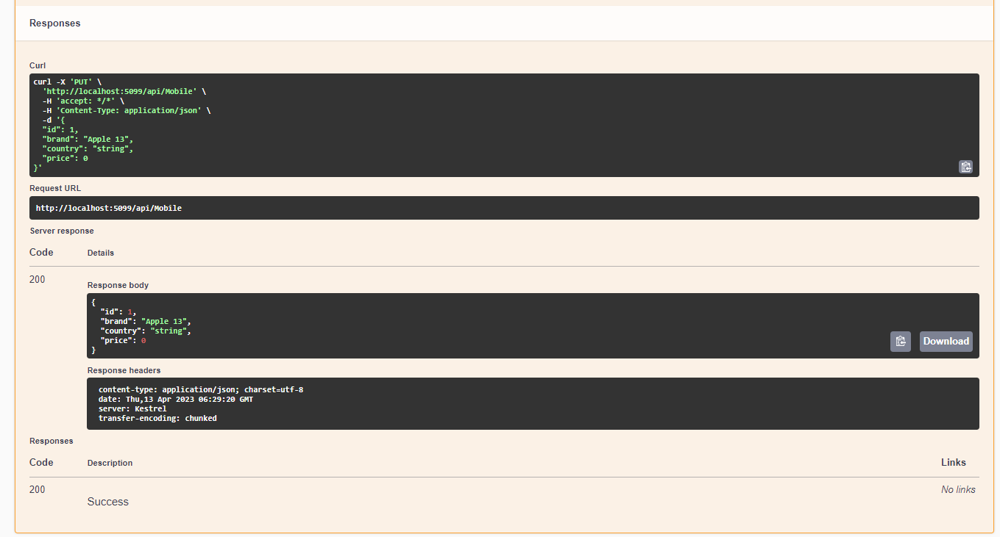 Responses
Curl
curl -X 'PUT' \
'http://localhost:5099/api/Mobile' \
-H 'accept: */*' \
-H 'Content-Type: application/json' \
-d '{
"id": 1,
"brand": "Apple 13",
"country": "string",
"price": 0
}'
Request URL
http://localhost:5099/api/Mobile
Server response
Code Details
200
Response body
{
"id": 1,
"brand": "Apple 13",
"country": "string",
"price": 0
}
Download
Response headers
content-type: application/json; charset=utf-8
date: Thu,13 Apr 2023 06:29:20 GMT
server: Kestrel
transfer-encoding: chunked
Responses
Code Description Links
200 No links
Success